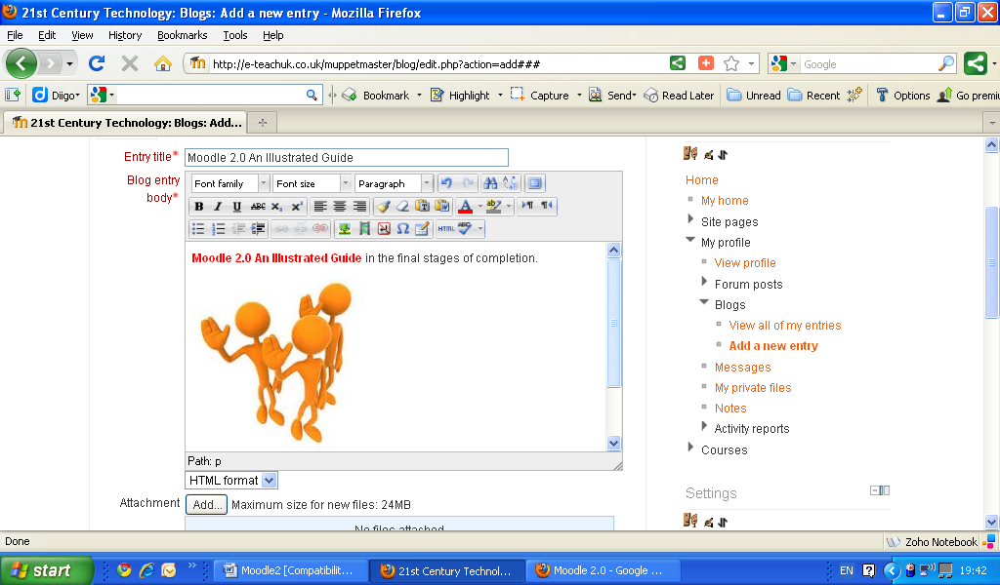 21st Century Technology: Blogs: Add a new entry - Mozilla Firefox
File Edit View History Bookmarks Tools Help
http://e-teachuk.co.uk/muppetmaster/blog/edit.php?action=add### Google
Diigo Bookmark Highlight Capture Send Read Later Unread Recent Options Go premiu
21st Century Technology: Blogs: Add...
Entry title* Moodle 2.0 An Illustrated Guide
Blog entry body*
Font family Font size Paragraph
B I U ABC X₂ X²
HTML
Moodle 2.0 An Illustrated Guide in the final stages of completion.
Path: p
HTML format
Attachment Add... Maximum size for new files: 24MB
No files attached
Home
My home
Site pages
My profile
View profile
Forum posts
Blogs
View all of my entries
Add a new entry
Messages
My private files
Notes
Activity reports
Courses
Settings
Done Zoho Notebook
start Moodle2 [Compatibilit... 21st Century Technol... Moodle 2.0 - Google ... EN 19:42